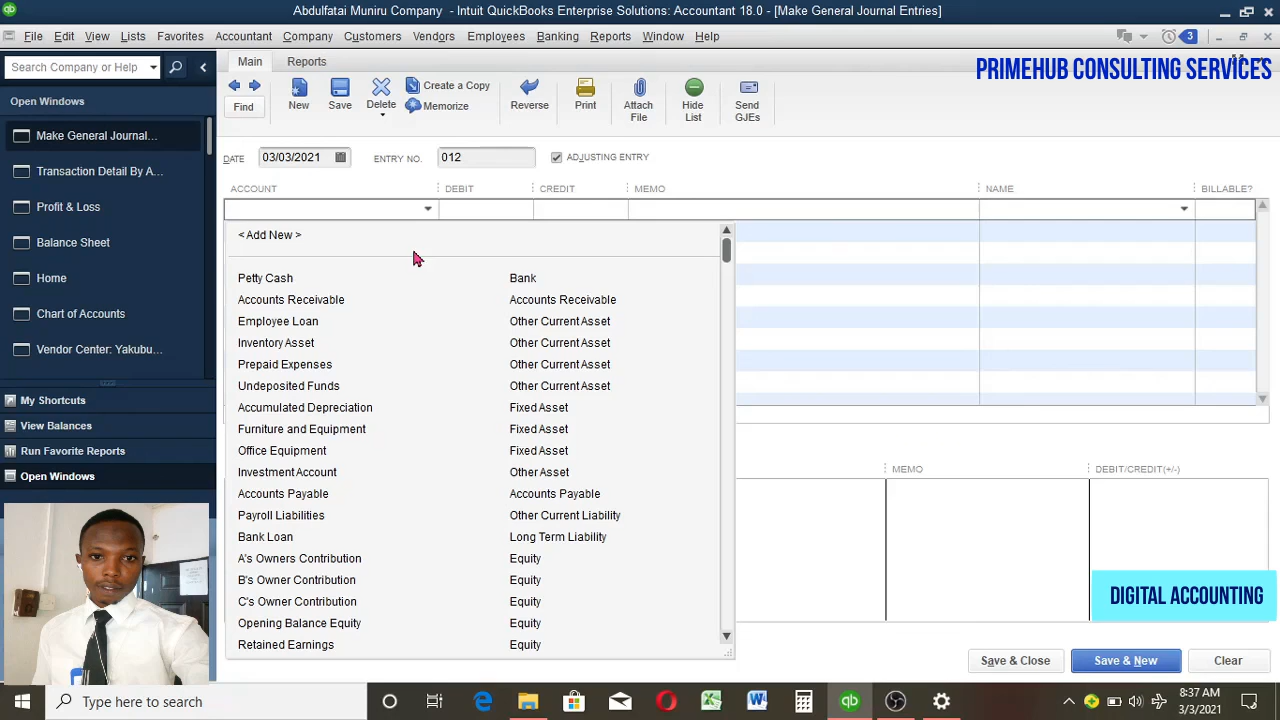 Abdulfatai Muniru Company - Intuit QuickBooks Enterprise Solutions: Accountant 18.0 - [Make General Journal Entries]
File Edit View Lists Favorites Accountant Company Customers Vendors Employees Banking Reports Window Help
3
Search Company or Help
Main Reports
PRIMEHUB CONSULTING SERVICES
Find
New
Save
Delete
Create a Copy
Memorize
Reverse
Print
Attach
File
Hide
List
Send
GJEs
Open Windows
Make General Journal...
Transaction Detail By A...
Profit & Loss
Balance Sheet
Home
Chart of Accounts
Vendor Center: Yakubu...
My Shortcuts
View Balances
Run Favorite Reports
Open Windows
DATE 03/03/2021 ENTRY NO. 012 ADJUSTING ENTRY
ACCOUNT DEBIT CREDIT MEMO NAME BILLABLE?
< Add New >
Petty Cash Bank
Accounts Receivable Accounts Receivable
Employee Loan Other Current Asset
Inventory Asset Other Current Asset
Prepaid Expenses Other Current Asset
Undeposited Funds Other Current Asset
Accumulated Depreciation Fixed Asset
Furniture and Equipment Fixed Asset
Office Equipment Fixed Asset
Investment Account Other Asset
Accounts Payable Accounts Payable
Payroll Liabilities Other Current Liability
Bank Loan Long Term Liability
A's Owners Contribution Equity
B's Owner Contribution Equity
C's Owner Contribution Equity
Opening Balance Equity Equity
Retained Earnings Equity
MEMO DEBIT/CREDIT(+/-)
DIGITAL ACCOUNTING
Save & Close Save & New Clear
Type here to search
8:37 AM
3/3/2021